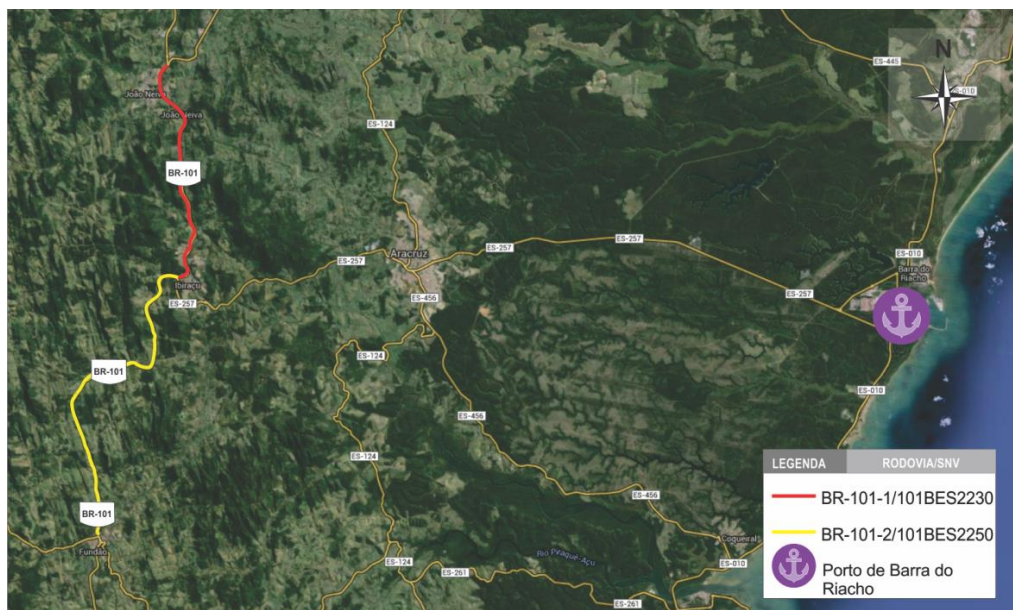 ES-445
N
João Neiva
ES-010
João Neiva
ES-124
BR-101
Aracruz
ES-257
ES-257
ES-257
ES-010
Barra do
Riacho
Ibiraçu
ES-257
ES-257
ES-456
ES-124
BR-101
ES-010
ES-456
ES-124
LEGENDA
RODOVIA/SNV
BR-101-1/101BES2230
BR-101-2/101BES2250
Porto de Barra do
Riacho
ES-456
BR-101
Coqueiral
Fundão
Rio Piraquê-Açu
ES-124
ES-010
ES-261
ES-261